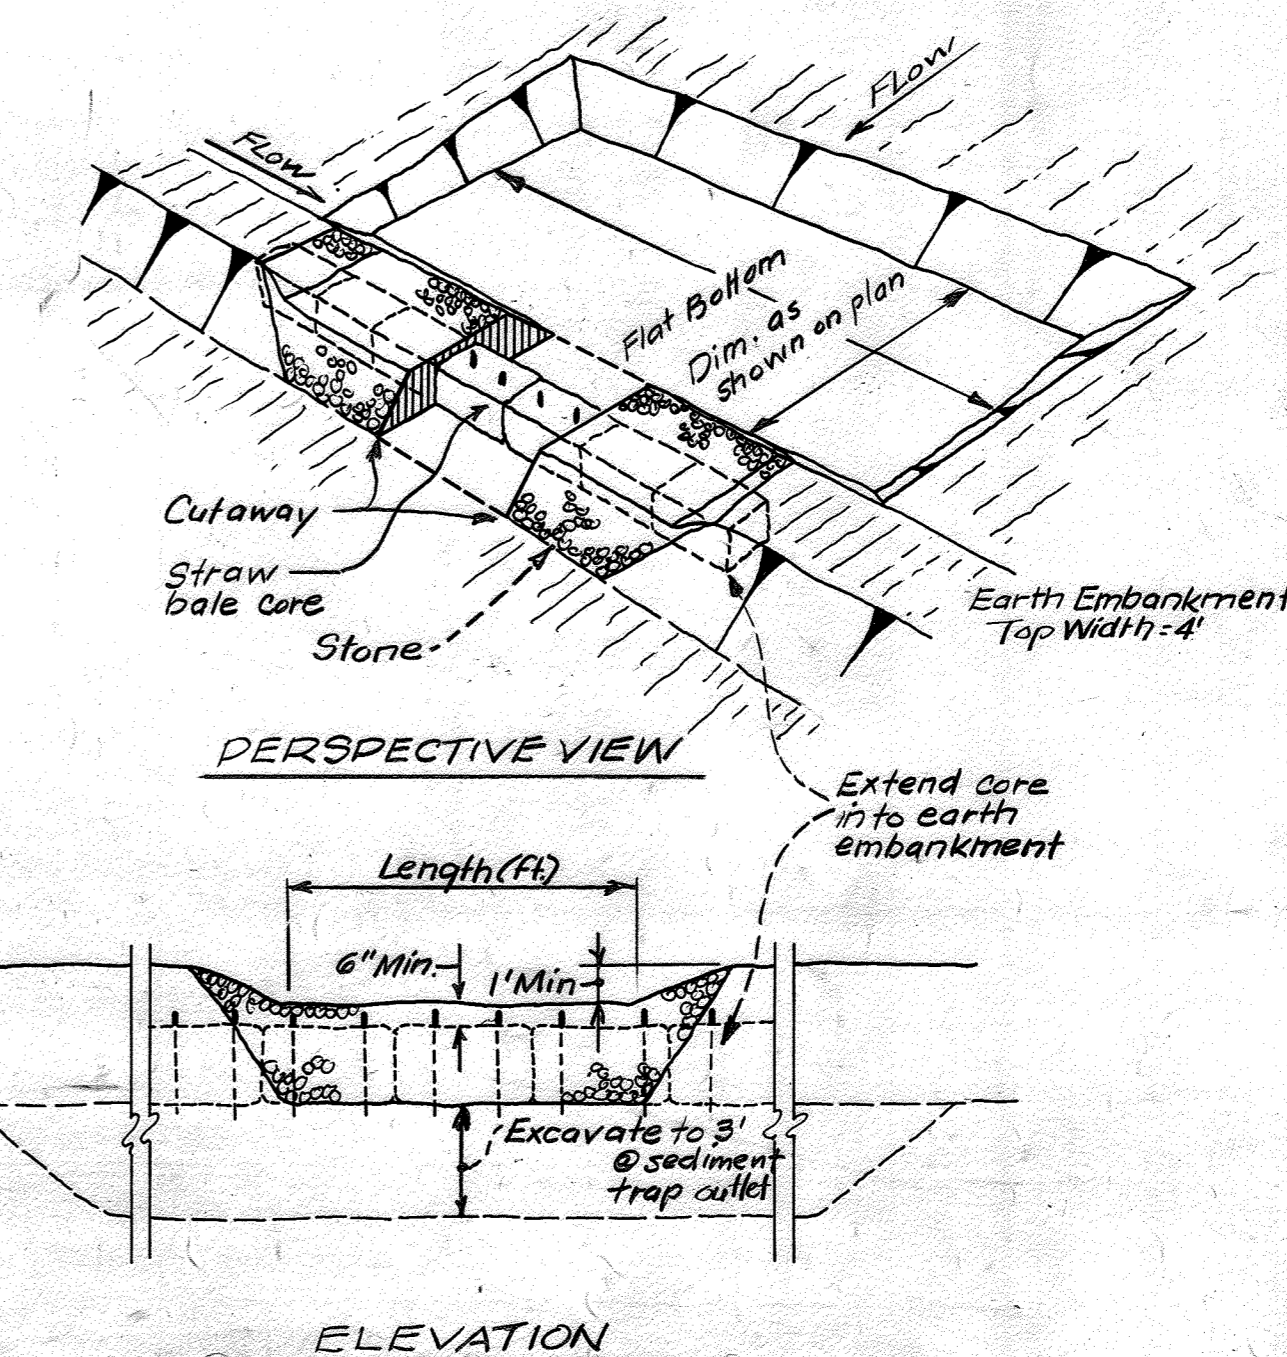 FLOW
FLOW
Flat Bottom
Dim. as
shown on plan
Cutaway
Straw
bale core
Stone
Earth Embankment
Top Width = 4'
PERSPECTIVE VIEW
Extend core
into earth
embankment
Length (ft.)
6" Min.
1' Min
Excavate to 3'
@ sediment
trap outlet
ELEVATION